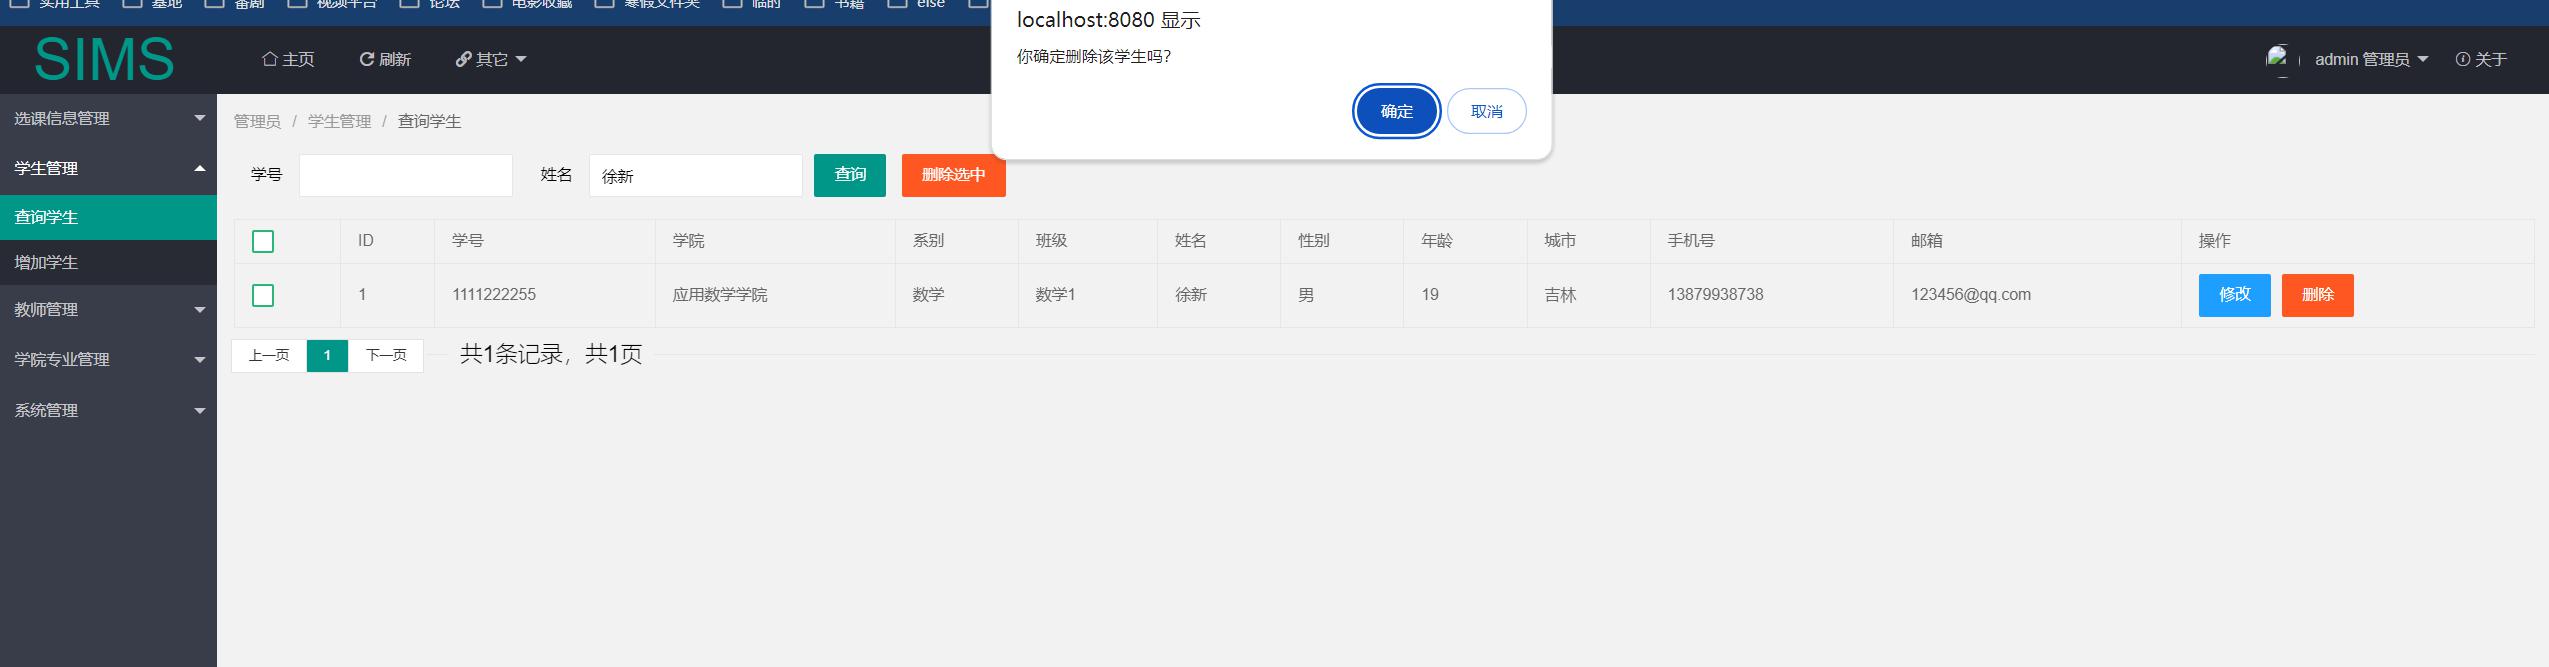 实用工具 基地 番剧 视频平台 论坛 电影收藏 寒假文件夹 临时 书籍 else
localhost:8080 显示
你确定删除该学生吗?
确定 取消
SIMS 主页 刷新 其它 admin 管理员 关于
选课信息管理
学生管理
查询学生
增加学生
教师管理
学院专业管理
系统管理
管理员 / 学生管理 / 查询学生
学号 姓名 徐新 查询 删除选中
ID 学号 学院 系别 班级 姓名 性别 年龄 城市 手机号 邮箱 操作
1 1111222255 应用数学学院 数学 数学1 徐新 男 19 吉林 13879938738 123456@qq.com 修改 删除
上一页 1 下一页 共1条记录，共1页